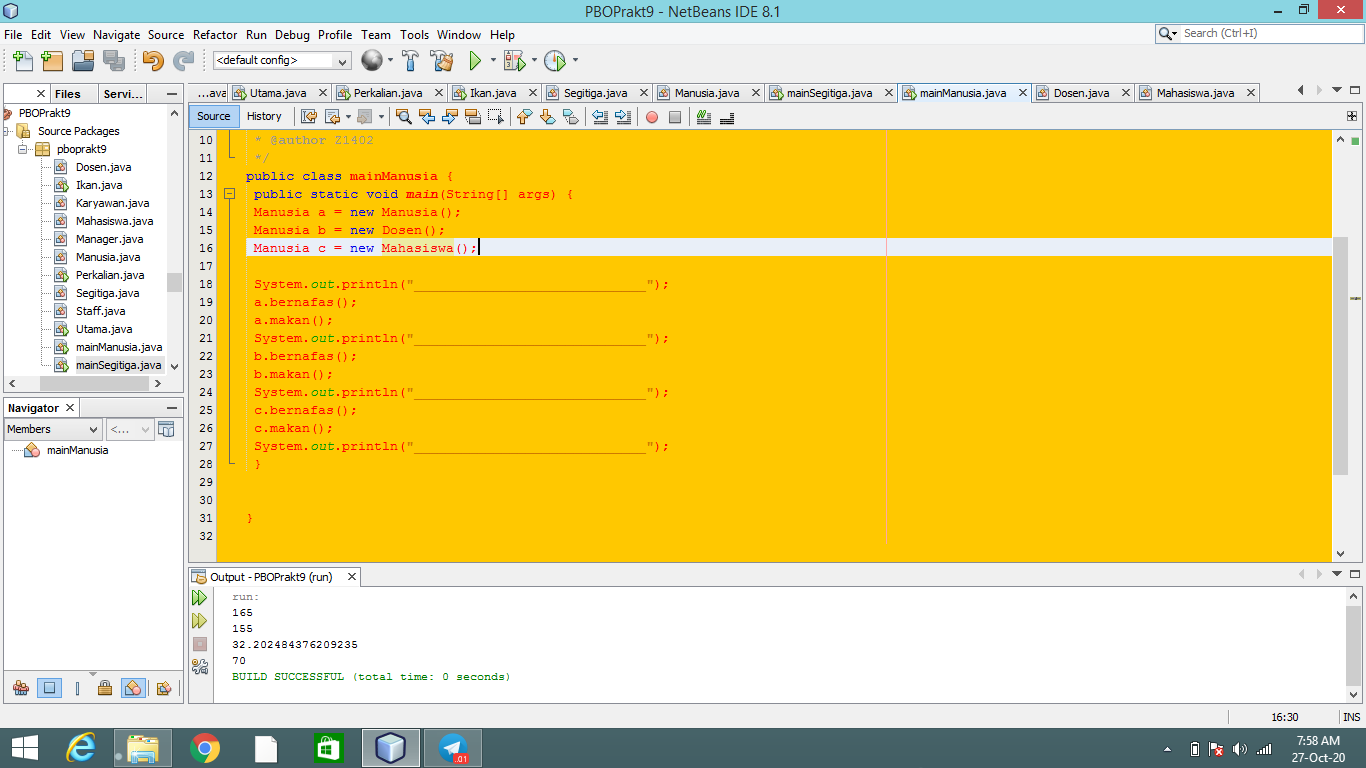 PBOPrakt9 - NetBeans IDE 8.1
File Edit View Navigate Source Refactor Run Debug Profile Team Tools Window Help
Search (Ctrl+I)
<default config>
Files Servi...
...ava Utama.java Perkalian.java Ikan.java Segitiga.java Manusia.java mainSegitiga.java mainManusia.java Dosen.java Mahasiswa.java
Source History
PBOPrakt9
Source Packages
pboprakt9
Dosen.java
Ikan.java
Karyawan.java
Mahasiswa.java
Manager.java
Manusia.java
Perkalian.java
Segitiga.java
Staff.java
Utama.java
mainManusia.java
mainSegitiga.java
Navigator
Members <...
mainManusia
10 * @author Z1402
11 */
12 public class mainManusia {
13 public static void main(String[] args) {
14 Manusia a = new Manusia();
15 Manusia b = new Dosen();
16 Manusia c = new Mahasiswa();
17
18 System.out.println("_____________________________");
19 a.bernafas();
20 a.makan();
21 System.out.println("_____________________________");
22 b.bernafas();
23 b.makan();
24 System.out.println("_____________________________");
25 c.bernafas();
26 c.makan();
27 System.out.println("_____________________________");
28 }
29
30
31 }
32
Output - PBOPrakt9 (run)
run:
165
155
32.202484376209235
70
BUILD SUCCESSFUL (total time: 0 seconds)
16:30 INS
.01
7:58 AM
27-Oct-20